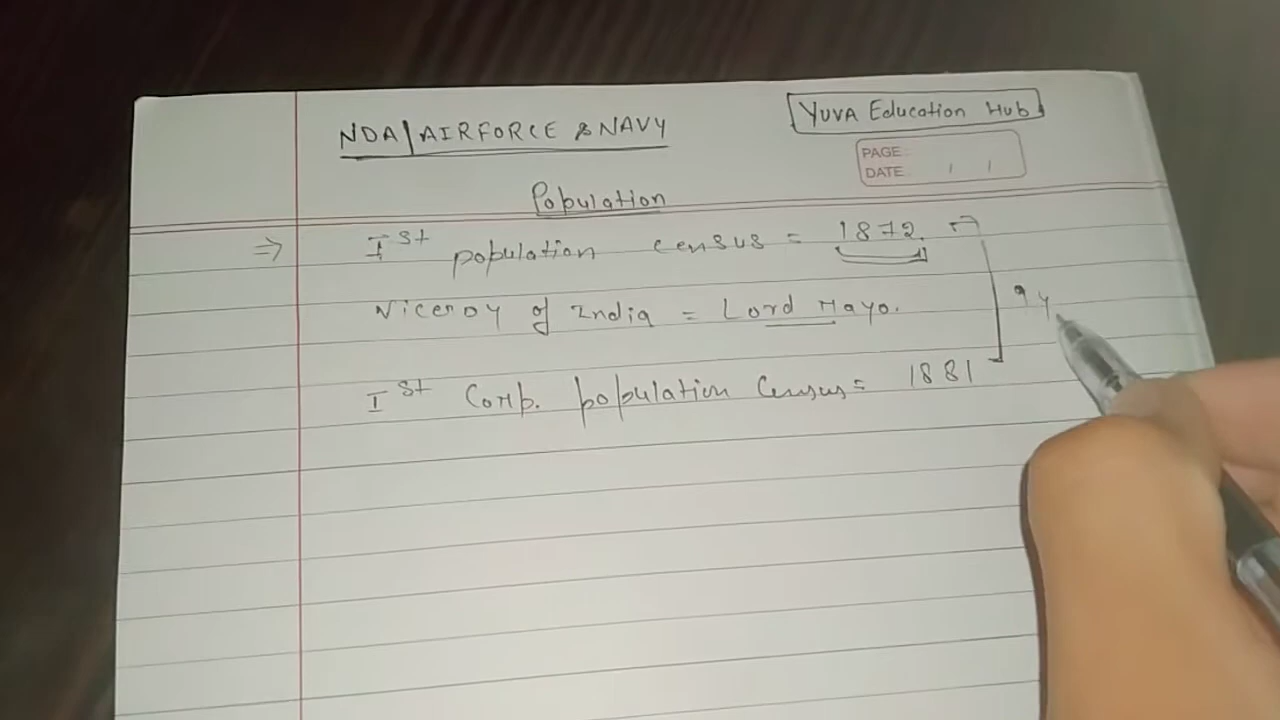 NDA/AIRFORCE & NAVY
YUVA Education Hub
PAGE:
DATE: / /
Population
⇒ Ist population census = 1872
Viceroy of India = Lord Mayo.
9 y
Ist Comp. population Census = 1881